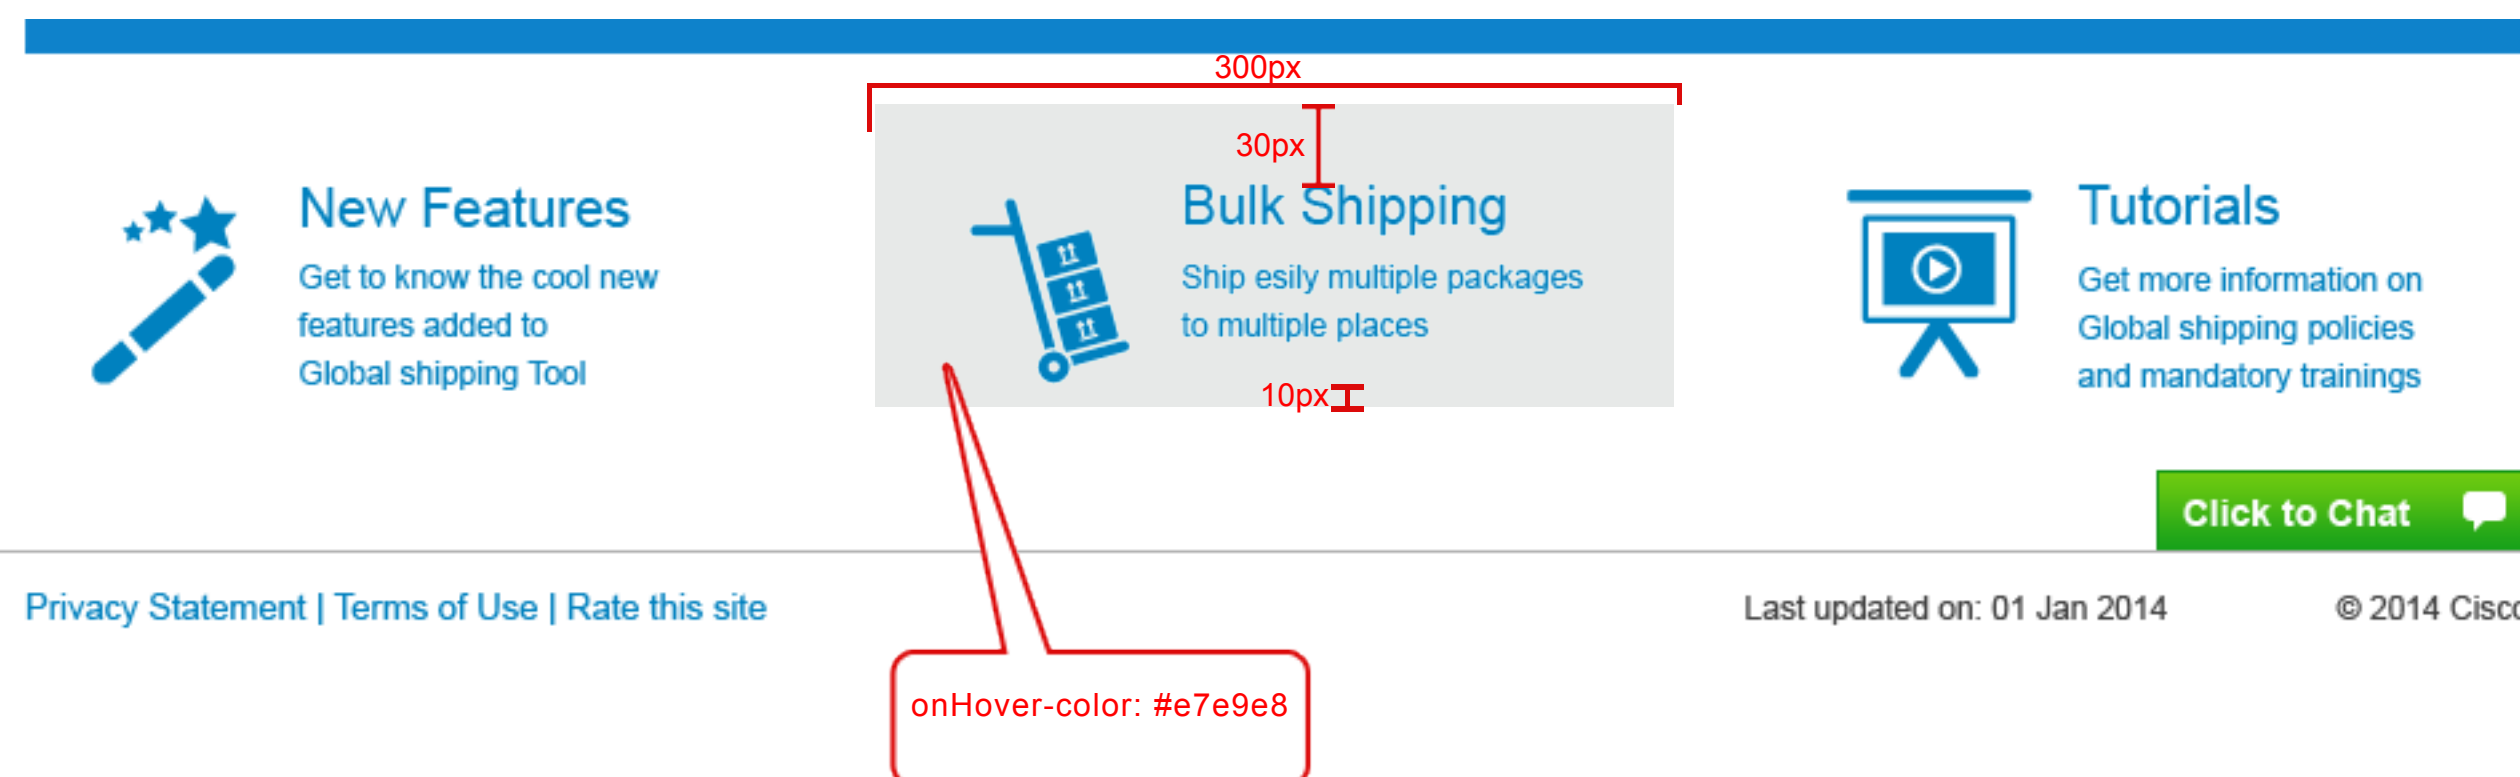 300px
30px
New Features
Get to know the cool new
features added to
Global shipping Tool
Bulk Shipping
Ship esily multiple packages
to multiple places
10px
Tutorials
Get more information on
Global shipping policies
and mandatory trainings
Click to Chat
Privacy Statement | Terms of Use | Rate this site
Last updated on: 01 Jan 2014
© 2014 Cisco
onHover-color: #e7e9e8